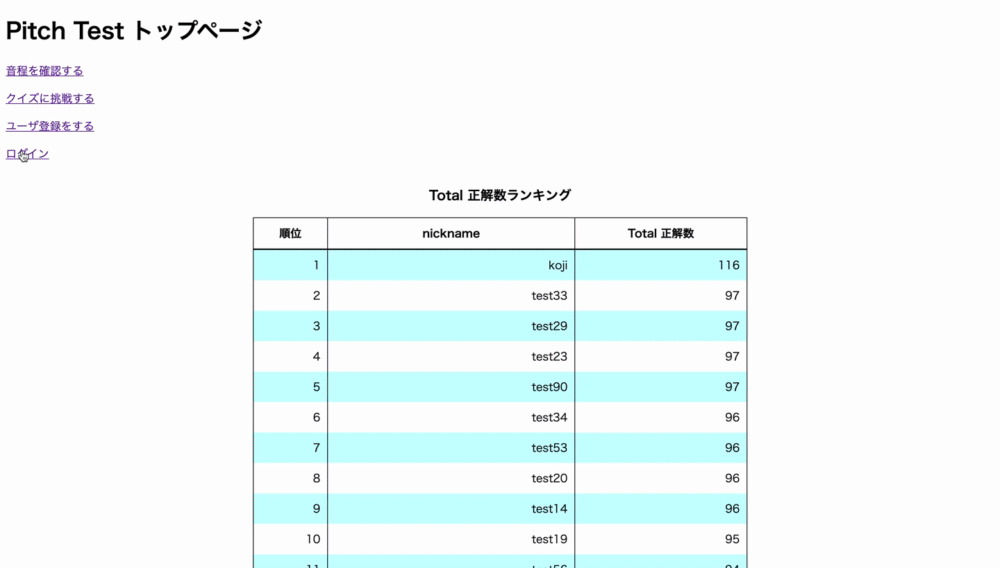 Pitch Test トップページ
音程を確認する
クイズに挑戦する
ユーザ登録をする
ログイン
Total 正解数ランキング
順位 nickname Total 正解数
1 koji 116
2 test33 97
3 test29 97
4 test23 97
5 test90 97
6 test34 96
7 test53 96
8 test20 96
9 test14 96
10 test19 95